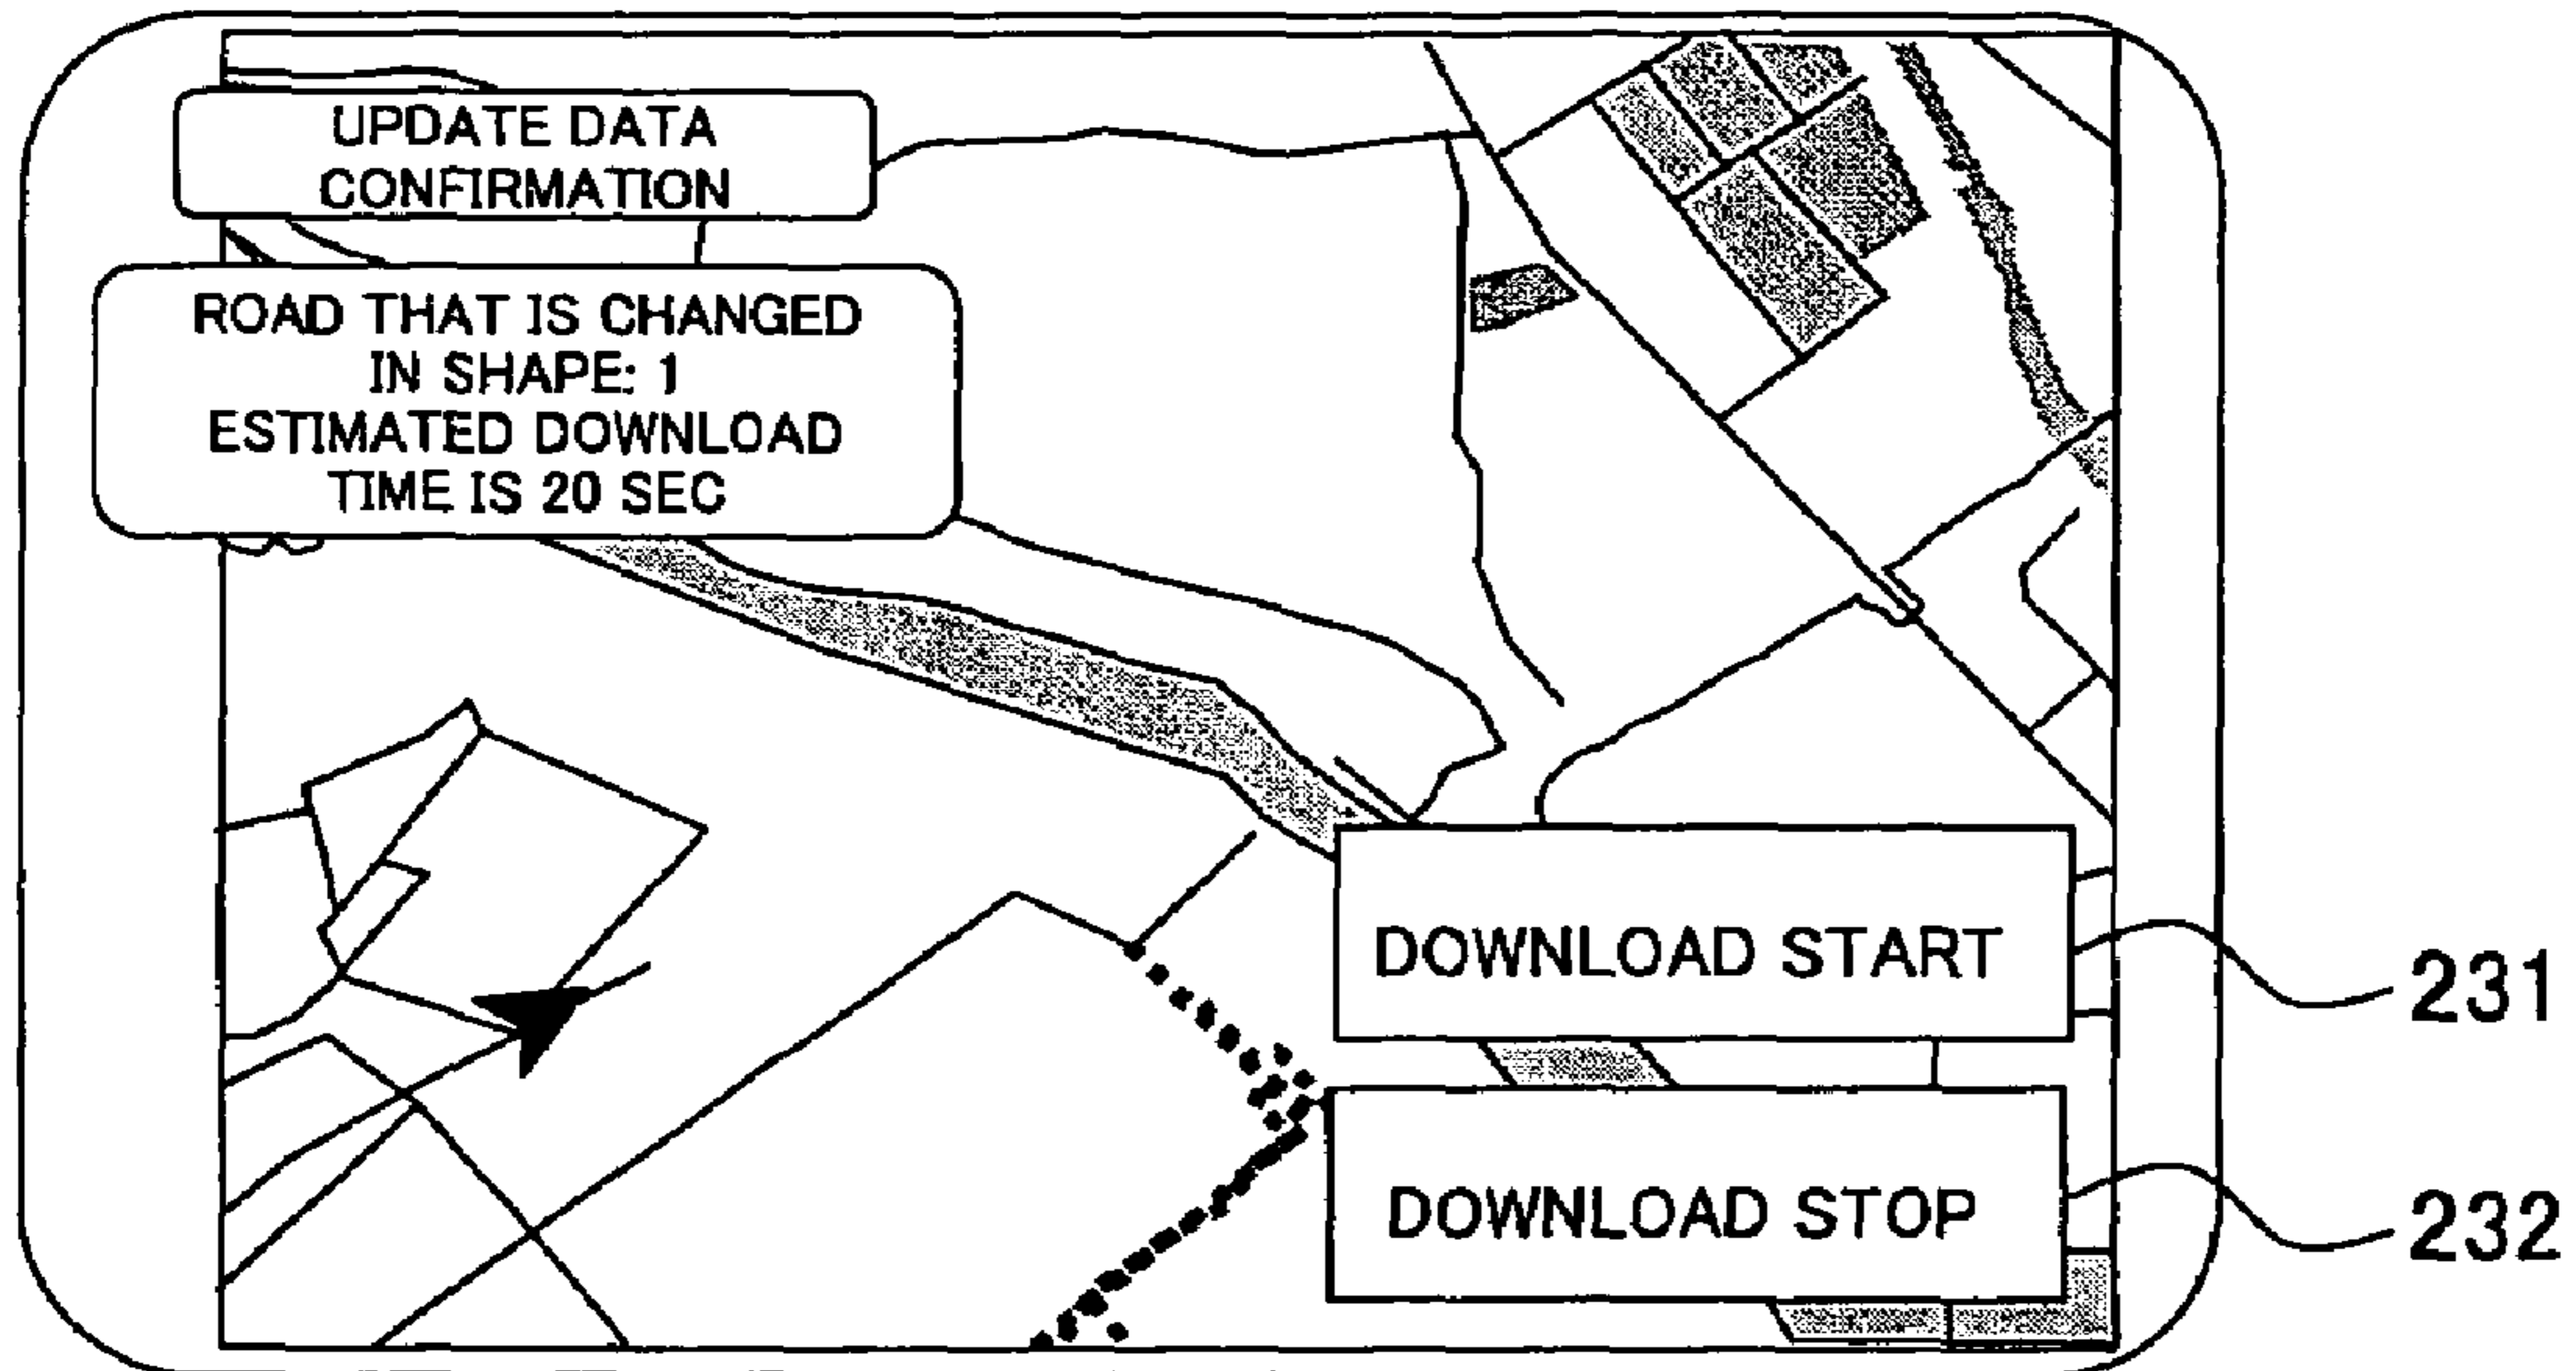 UPDATE DATA
CONFIRMATION
ROAD THAT IS CHANGED
IN SHAPE: 1
ESTIMATED DOWNLOAD
TIME IS 20 SEC
DOWNLOAD START
231
DOWNLOAD STOP
232